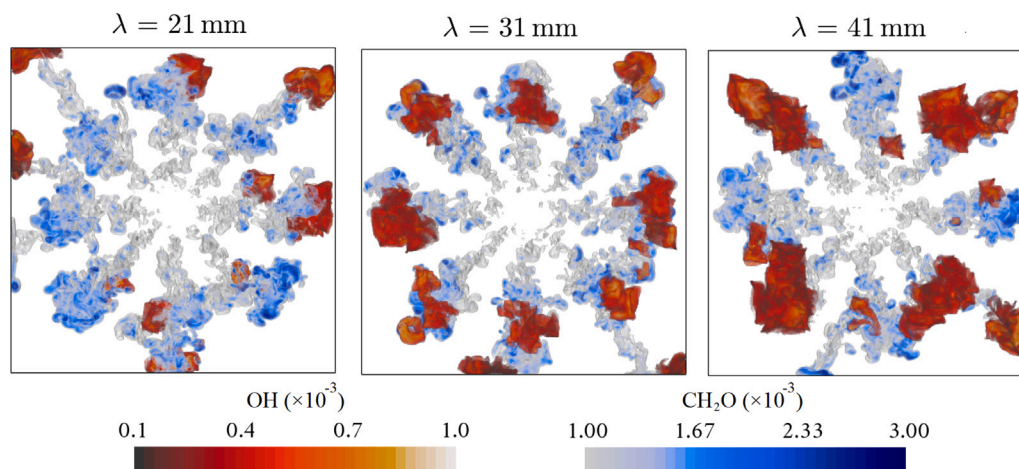 λ = 21 mm λ = 31 mm λ = 41 mm
OH (×10⁻³) CH₂O (×10⁻³)
0.1 0.4 0.7 1.0 1.00 1.67 2.33 3.00